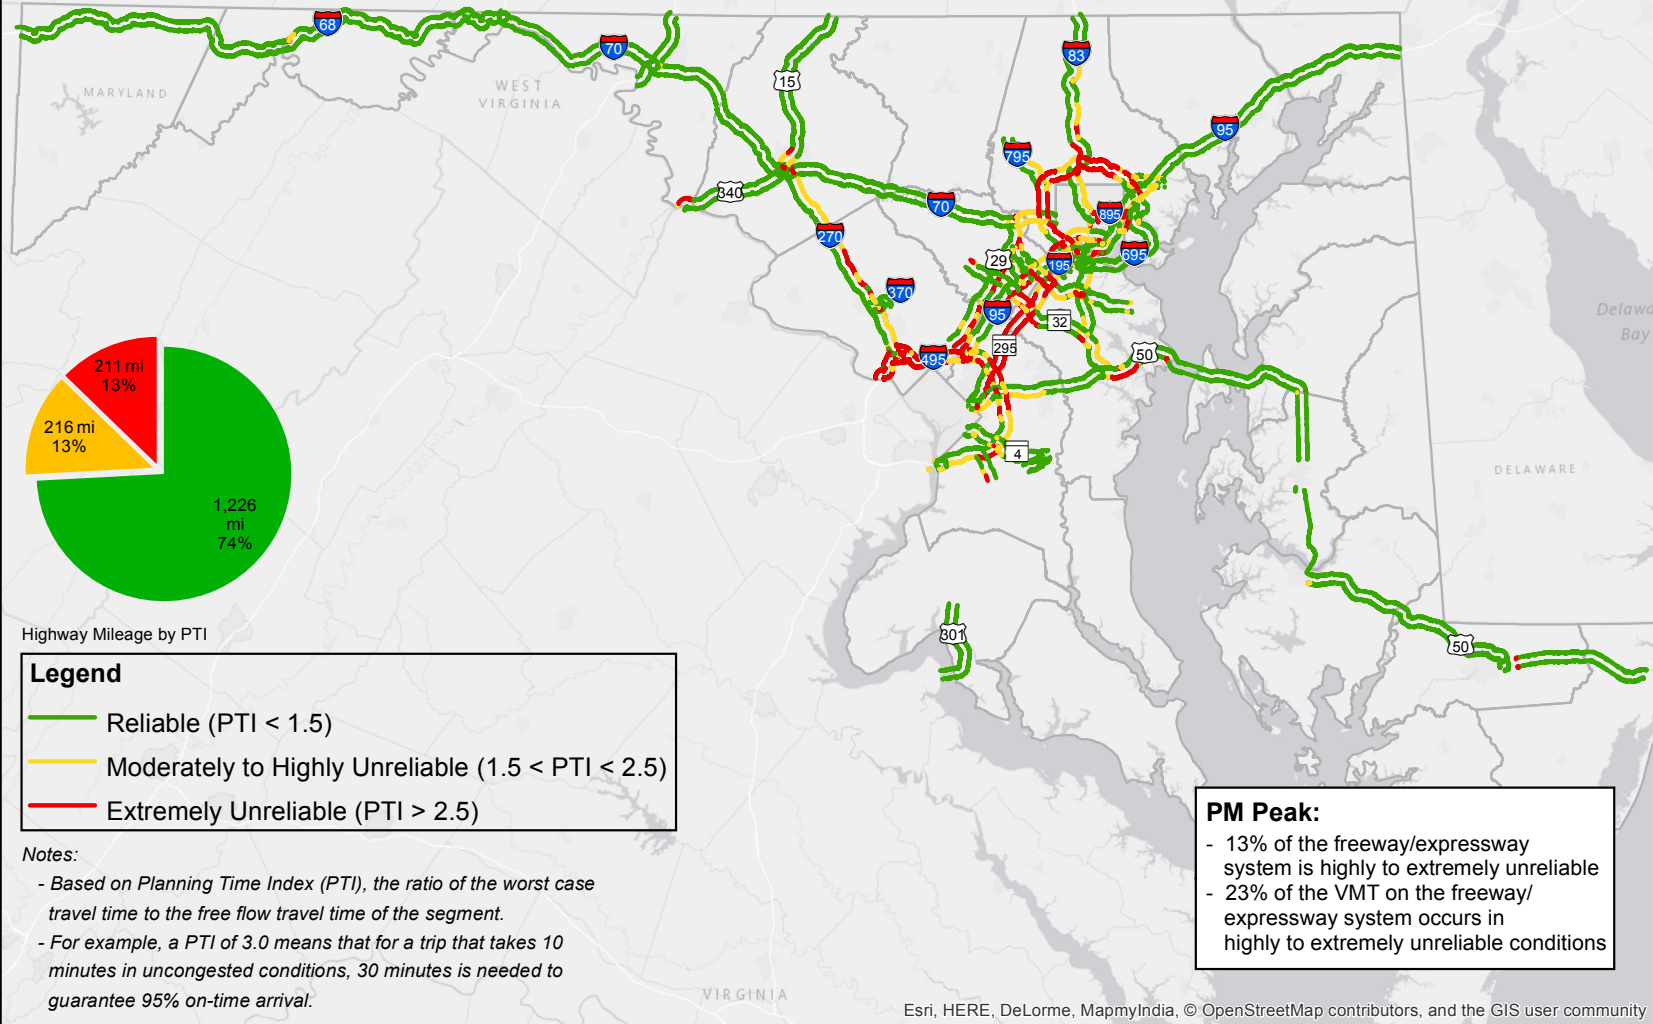 68
70
83
15
WEST
VIRGINIA
MARYLAND
95
795
340
70
895
270
29
195
695
370
95
32
295
495
50
Delawa
Bay
211 mi
13%
216 mi
13%
4
DELAWARE
1,226
mi
74%
301
50
Highway Mileage by PTI
Legend
Reliable (PTI < 1.5)
Moderately to Highly Unreliable (1.5 < PTI < 2.5)
Extremely Unreliable (PTI > 2.5)
Notes:
- Based on Planning Time Index (PTI), the ratio of the worst case
travel time to the free flow travel time of the segment.
- For example, a PTI of 3.0 means that for a trip that takes 10
minutes in uncongested conditions, 30 minutes is needed to
guarantee 95% on-time arrival.
PM Peak:
- 13% of the freeway/expressway
system is highly to extremely unreliable
- 23% of the VMT on the freeway/
expressway system occurs in
highly to extremely unreliable conditions
VIRGINIA
Esri, HERE, DeLorme, MapmyIndia, © OpenStreetMap contributors, and the GIS user community